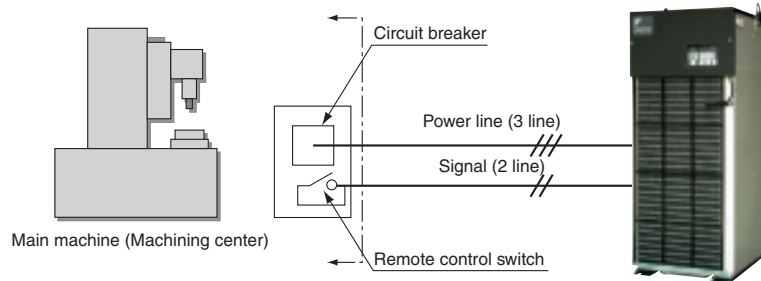 Circuit breaker
Power line (3 line)
Signal (2 line)
Main machine (Machining center)
Remote control switch